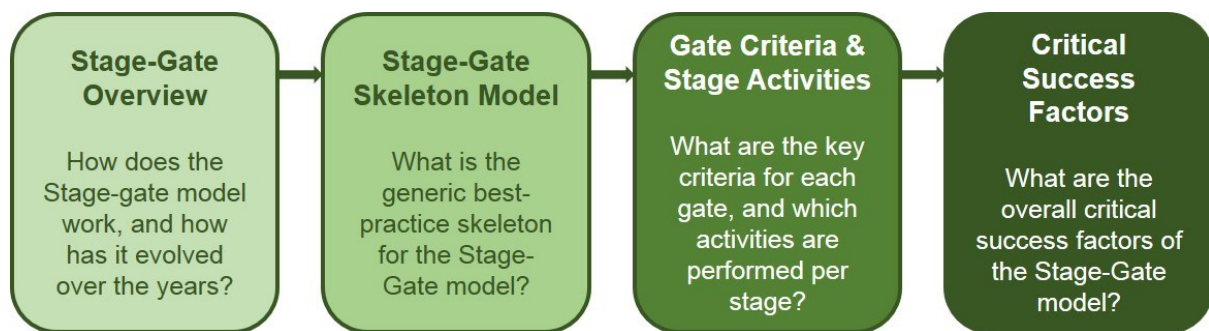 Stage-Gate
Overview
How does the
Stage-gate model
work, and how
has it evolved
over the years?
Stage-Gate
Skeleton Model
What is the
generic best-
practice skeleton
for the Stage-
Gate model?
Gate Criteria &
Stage Activities
What are the key
criteria for each
gate, and which
activities are
performed per
stage?
Critical
Success
Factors
What are the
overall critical
success factors of
the Stage-Gate
model?